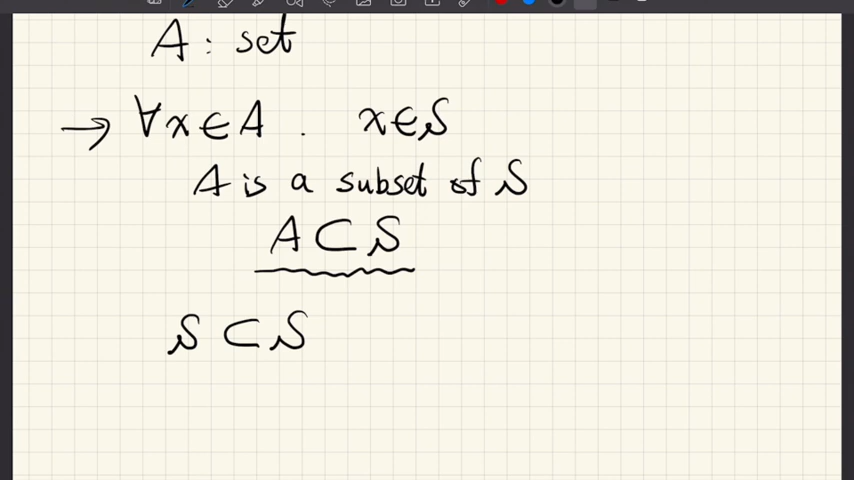 A : set
→ ∀x∈A . x∈S
A is a subset of S
A⊂S
S⊂S